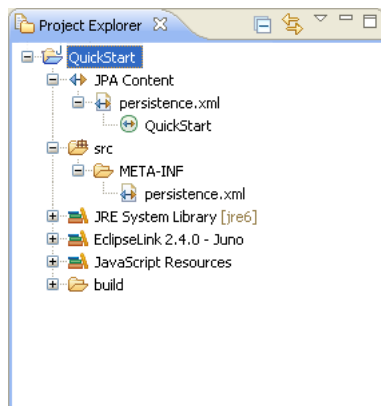 Project Explorer
QuickStart
JPA Content
persistence.xml
QuickStart
src
META-INF
persistence.xml
JRE System Library [jre6]
EclipseLink 2.4.0 - Juno
JavaScript Resources
build